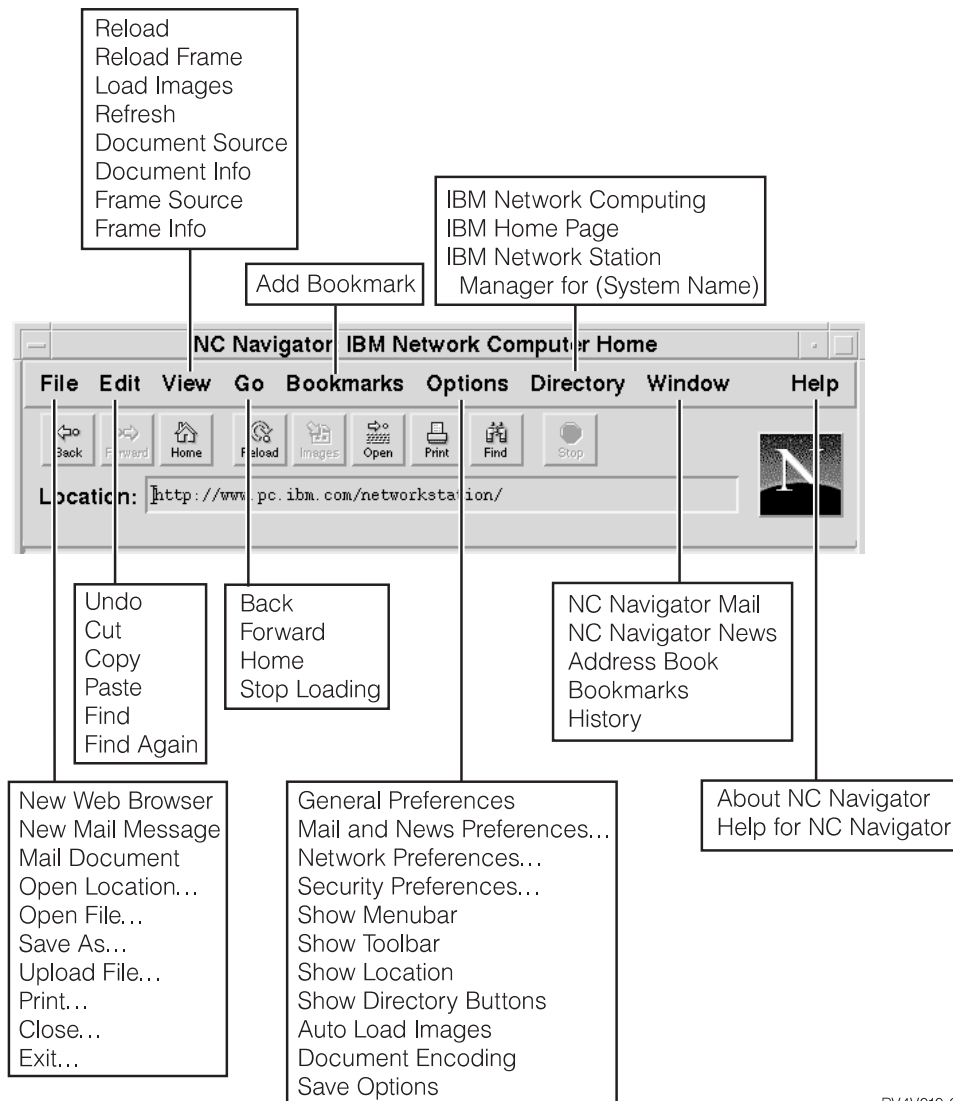 Reload
Reload Frame
Load Images
Refresh
Document Source
Document Info
Frame Source
Frame Info
IBM Network Computing
IBM Home Page
IBM Network Station
Manager for (System Name)
Add Bookmark
NC Navigator IBM Network Computer Home
File Edit View Go Bookmarks Options Directory Window Help
Back Forward Home Reload Images Open Print Find Stop
N
Location: http://www.pc.ibm.com/networkstation/
Undo
Cut
Copy
Paste
Find
Find Again
Back
Forward
Home
Stop Loading
NC Navigator Mail
NC Navigator News
Address Book
Bookmarks
History
New Web Browser
New Mail Message
Mail Document
Open Location...
Open File...
Save As...
Upload File...
Print...
Close...
Exit...
General Preferences
Mail and News Preferences...
Network Preferences...
Security Preferences...
Show Menubar
Show Toolbar
Show Location
Show Directory Buttons
Auto Load Images
Document Encoding
Save Options
About NC Navigator
Help for NC Navigator